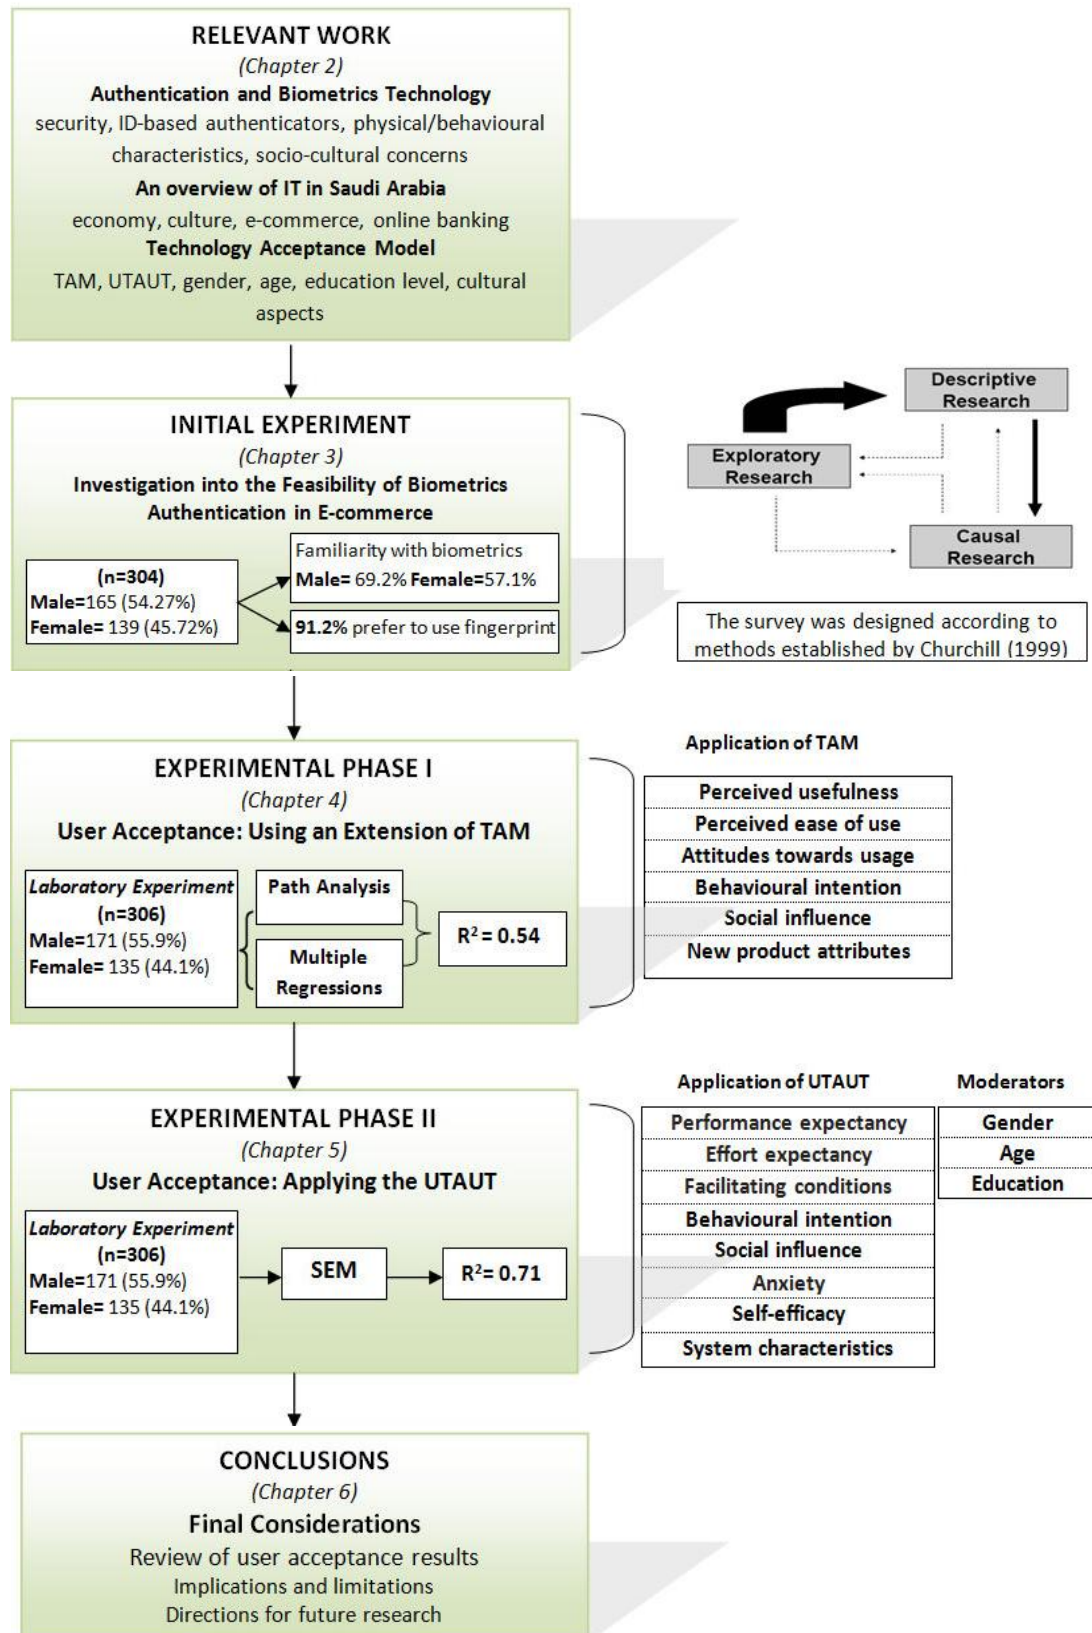 RELEVANT WORK
(Chapter 2)
Authentication and Biometrics Technology
security, ID-based authenticators, physical/behavioural
characteristics, socio-cultural concerns
An overview of IT in Saudi Arabia
economy, culture, e-commerce, online banking
Technology Acceptance Model
TAM, UTAUT, gender, age, education level, cultural
aspects
INITIAL EXPERIMENT
(Chapter 3)
Investigation into the Feasibility of Biometrics
Authentication in E-commerce
(n=304)
Male=165 (54.27%)
Female= 139 (45.72%)
Familiarity with biometrics
Male= 69.2% Female=57.1%
91.2% prefer to use fingerprint
Descriptive
Research
Exploratory
Research
Causal
Research
The survey was designed according to
methods established by Churchill (1999)
EXPERIMENTAL PHASE I
(Chapter 4)
User Acceptance: Using an Extension of TAM
Laboratory Experiment
(n=306)
Male=171 (55.9%)
Female= 135 (44.1%)
Path Analysis
Multiple
Regressions
R² = 0.54
Application of TAM
Perceived usefulness
Perceived ease of use
Attitudes towards usage
Behavioural intention
Social influence
New product attributes
EXPERIMENTAL PHASE II
(Chapter 5)
User Acceptance: Applying the UTAUT
Laboratory Experiment
(n=306)
Male=171 (55.9%)
Female= 135 (44.1%)
SEM
R²= 0.71
Application of UTAUT
Performance expectancy
Effort expectancy
Facilitating conditions
Behavioural intention
Social influence
Anxiety
Self-efficacy
System characteristics
Moderators
Gender
Age
Education
CONCLUSIONS
(Chapter 6)
Final Considerations
Review of user acceptance results
Implications and limitations
Directions for future research